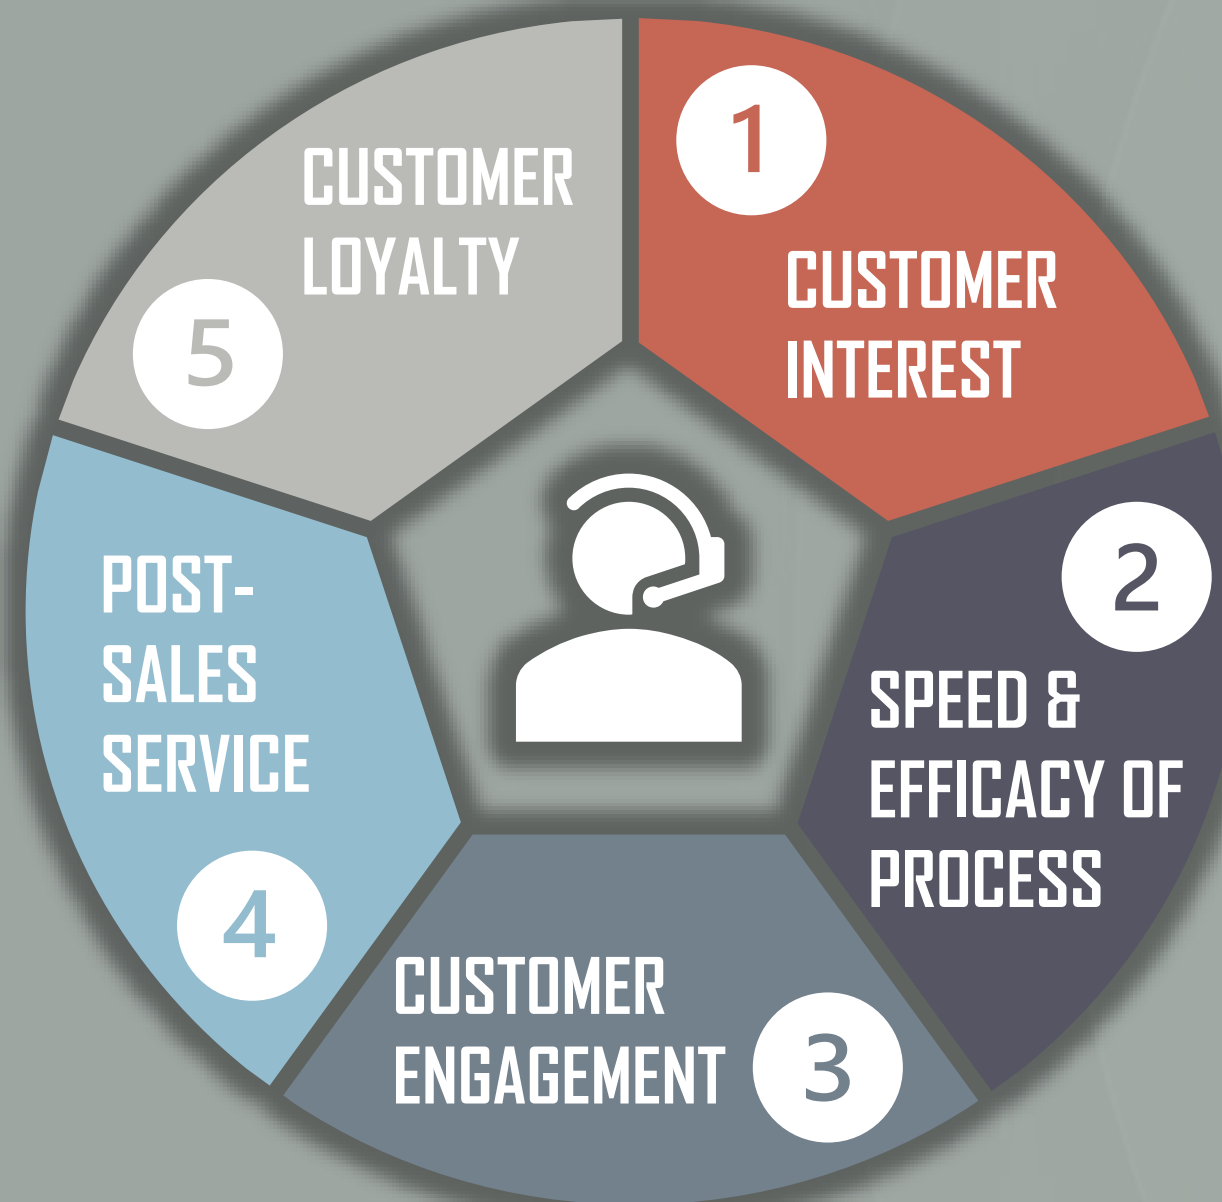 1
CUSTOMER
INTEREST
2
SPEED &
EFFICACY OF
PROCESS
3
CUSTOMER
ENGAGEMENT
4
POST-
SALES
SERVICE
5
CUSTOMER
LOYALTY